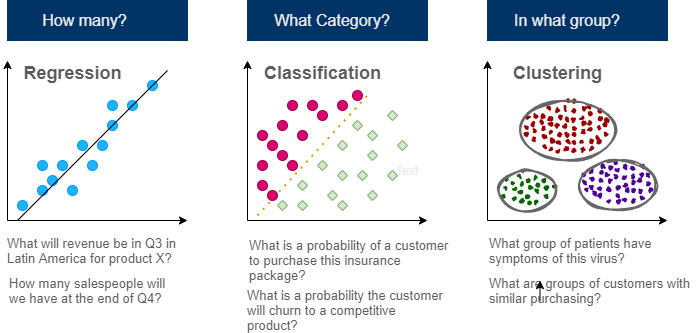 How many?
Regression
What will revenue be in Q3 in
Latin America for product X?
How many salespeople will
we have at the end of Q4?
What Category?
Classification
Text
What is a probability of a customer
to purchase this insurance
package?
What is a probability the customer
will churn to a competitive
product?
In what group?
Clustering
What group of patients have
symptoms of this virus?
What are groups of customers with
similar purchasing?